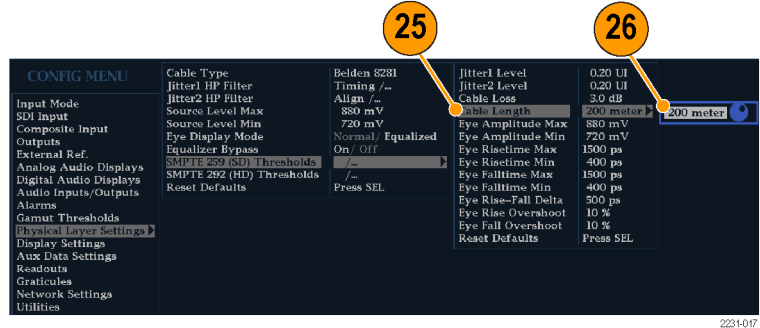 25
26
CONFIG MENU
Input Mode
SDI Input
Composite Input
Outputs
External Ref.
Analog Audio Displays
Digital Audio Displays
Audio Inputs/Outputs
Alarms
Gamut Thresholds
Physical Layer Settings
Display Settings
Aux Data Settings
Readouts
Graticules
Network Settings
Utilities
Cable Type Belden 8281
Jitter1 HP Filter Timing /...
Jitter2 HP Filter Align /...
Source Level Max 880 mV
Source Level Min 720 mV
Eye Display Mode Normal/ Equalized
Equalizer Bypass On/ Off
SMPTE 259 (SD) Thresholds /...
SMPTE 292 (HD) Thresholds /...
Reset Defaults Press SEL
Jitter1 Level 0.20 UI
Jitter2 Level 0.20 UI
Cable Loss 3.0 dB
Cable Length 200 meter
Eye Amplitude Max 880 mV
Eye Amplitude Min 720 mV
Eye Risetime Max 1500 ps
Eye Risetime Min 400 ps
Eye Falltime Max 1500 ps
Eye Falltime Min 400 ps
Eye Rise-Fall Delta 500 ps
Eye Rise Overshoot 10 %
Eye Fall Overshoot 10 %
Reset Defaults Press SEL
200 meter
2231-017